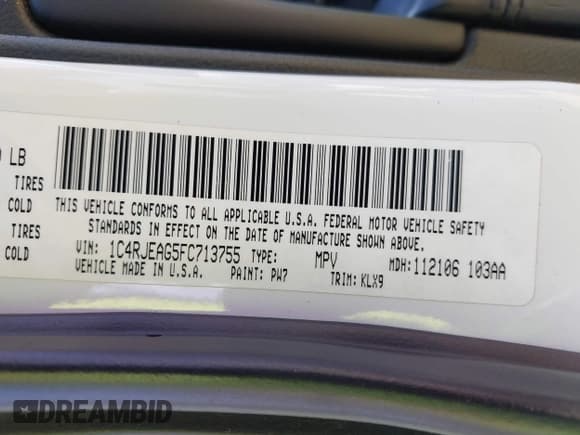 LB
TIRES
COLD
TIRES
COLD
THIS VEHICLE CONFORMS TO ALL APPLICABLE U.S.A. FEDERAL MOTOR VEHICLE SAFETY
STANDARDS IN EFFECT ON THE DATE OF MANUFACTURE SHOWN ABOVE.
VIN: 1C4RJEAG5FC713755 TYPE: MPV MDH:112106 103AA
VEHICLE MADE IN U.S.A. PAINT: PW7 TRIM: KLX9
DREAMBID